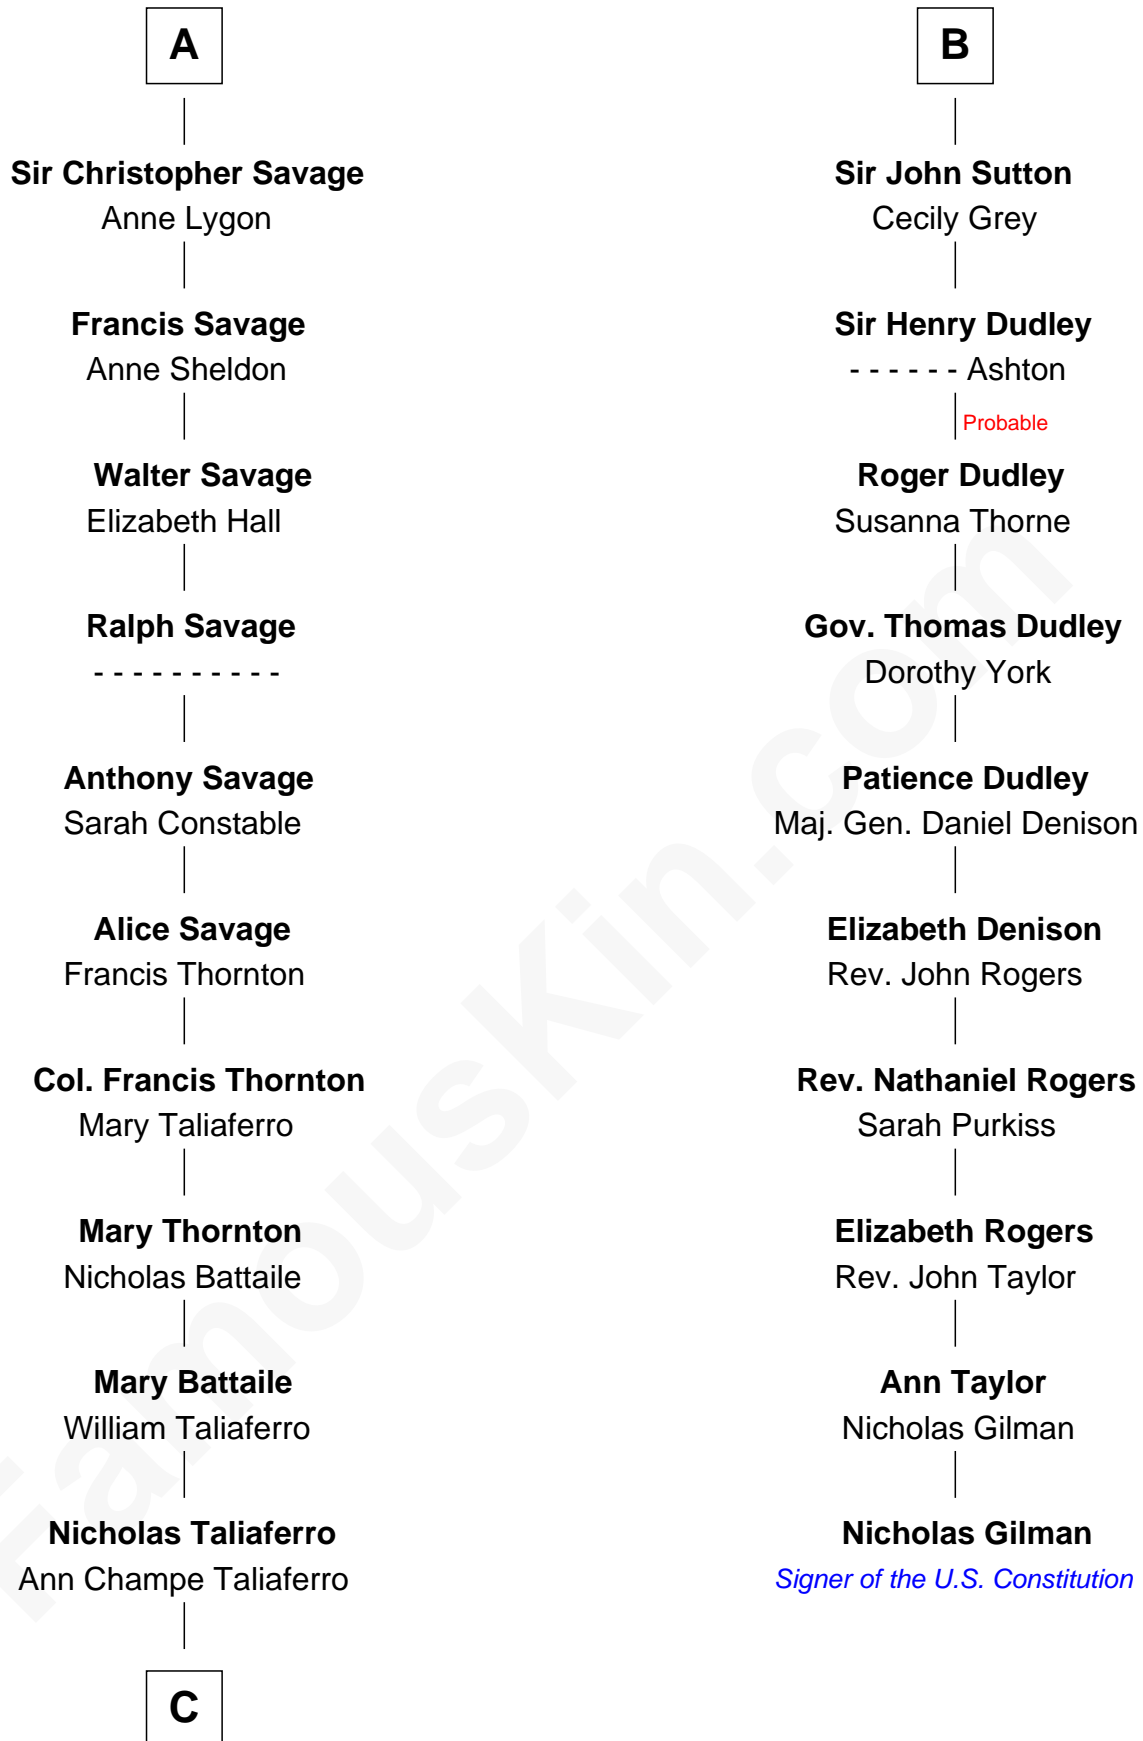 A
Sir Christopher Savage
Anne Lygon
Francis Savage
Anne Sheldon
Walter Savage
Elizabeth Hall
Ralph Savage
- - - - - - - - - -
Anthony Savage
Sarah Constable
Alice Savage
Francis Thornton
Col. Francis Thornton
Mary Taliaferro
Mary Thornton
Nicholas Battaile
Mary Battaile
William Taliaferro
Nicholas Taliaferro
Ann Champe Taliaferro
C
B
Sir John Sutton
Cecily Grey
Sir Henry Dudley
- - - - - - Ashton
Probable
Roger Dudley
Susanna Thorne
Gov. Thomas Dudley
Dorothy York
Patience Dudley
Maj. Gen. Daniel Denison
Elizabeth Denison
Rev. John Rogers
Rev. Nathaniel Rogers
Sarah Purkiss
Elizabeth Rogers
Rev. John Taylor
Ann Taylor
Nicholas Gilman
Nicholas Gilman
Signer of the U.S. Constitution
FamousKin.com